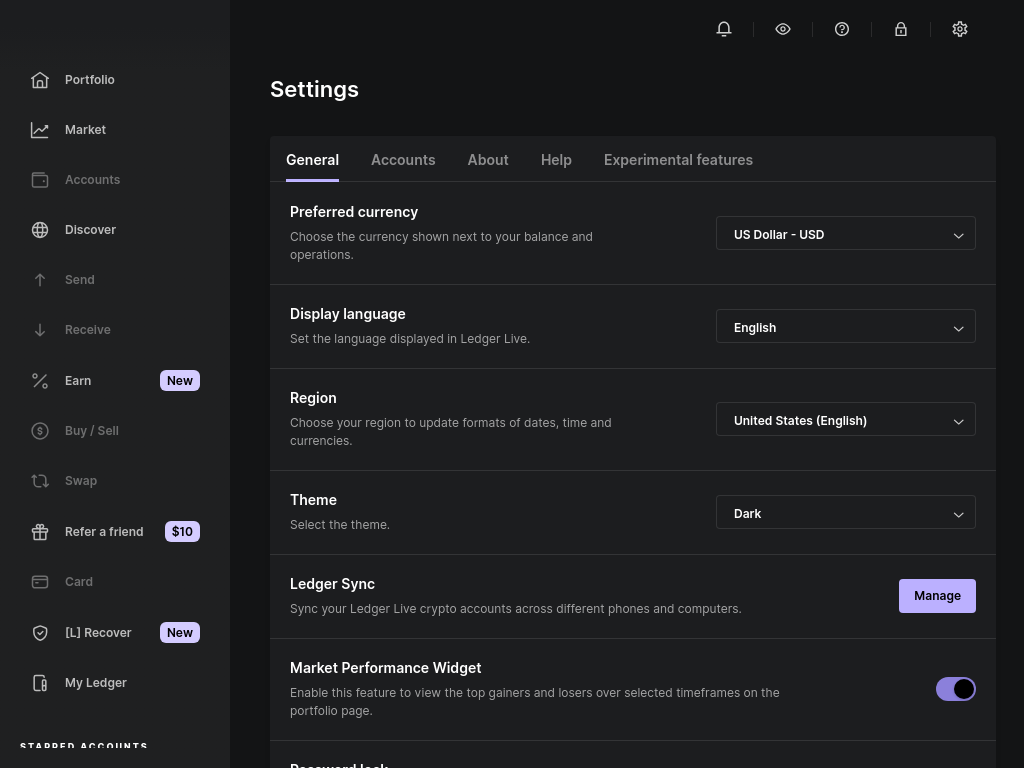 Portfolio
Market
Accounts
Discover
Send
Receive
Earn New
Buy / Sell
Swap
Refer a friend $10
Card
[L] Recover New
My Ledger
STARRED ACCOUNTS
Settings
General Accounts About Help Experimental features
Preferred currency
Choose the currency shown next to your balance and
operations.
US Dollar - USD
Display language
Set the language displayed in Ledger Live.
English
Region
Choose your region to update formats of dates, time and
currencies.
United States (English)
Theme
Select the theme.
Dark
Ledger Sync
Sync your Ledger Live crypto accounts across different phones and computers.
Manage
Market Performance Widget
Enable this feature to view the top gainers and losers over selected timeframes on the
portfolio page.
Password lock